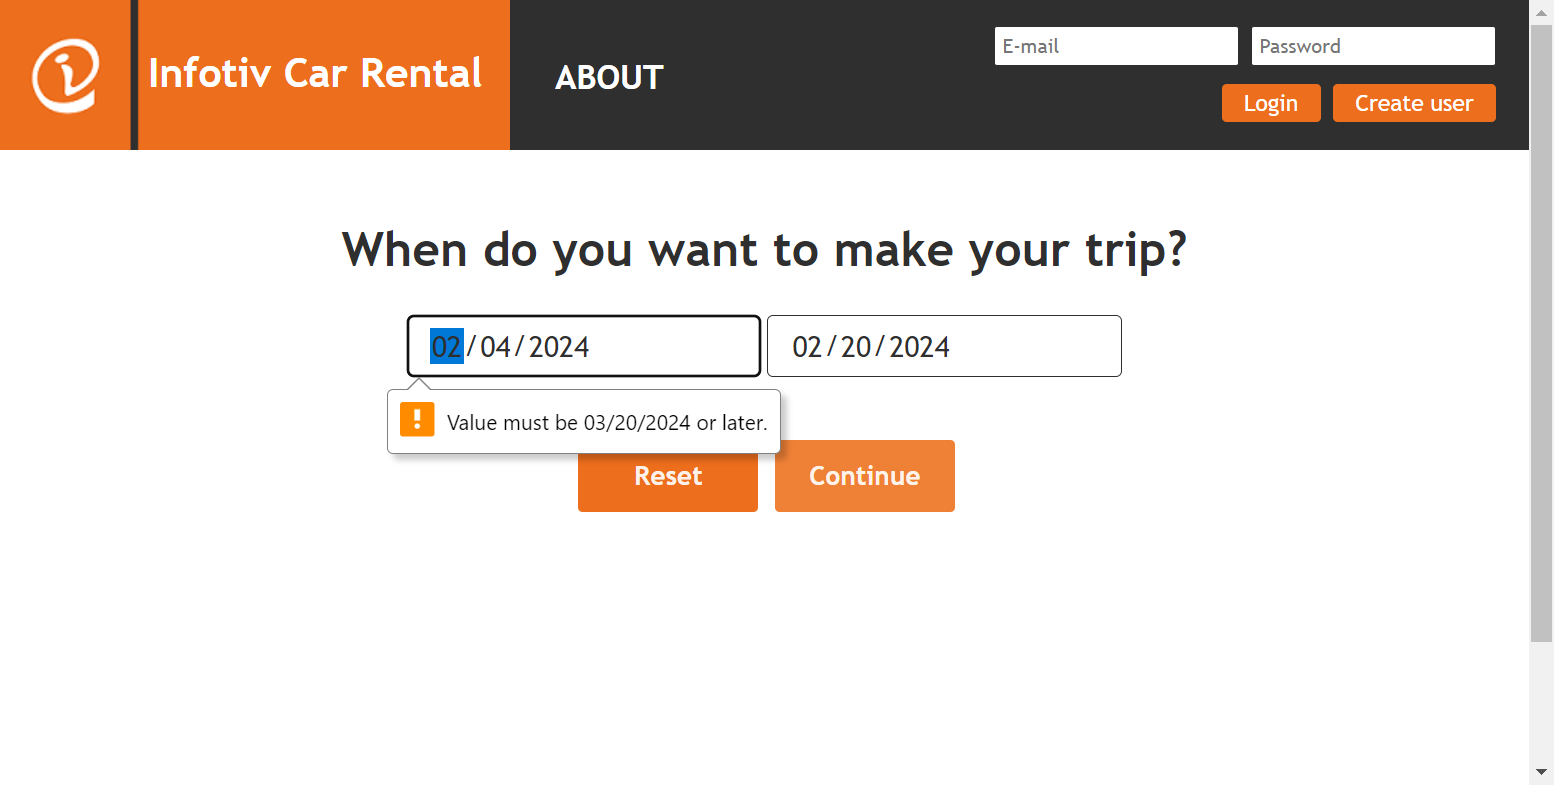 Infotiv Car Rental
ABOUT
E-mail
Password
Login
Create user
When do you want to make your trip?
02/04/2024
02/20/2024
Value must be 03/20/2024 or later.
Reset
Continue